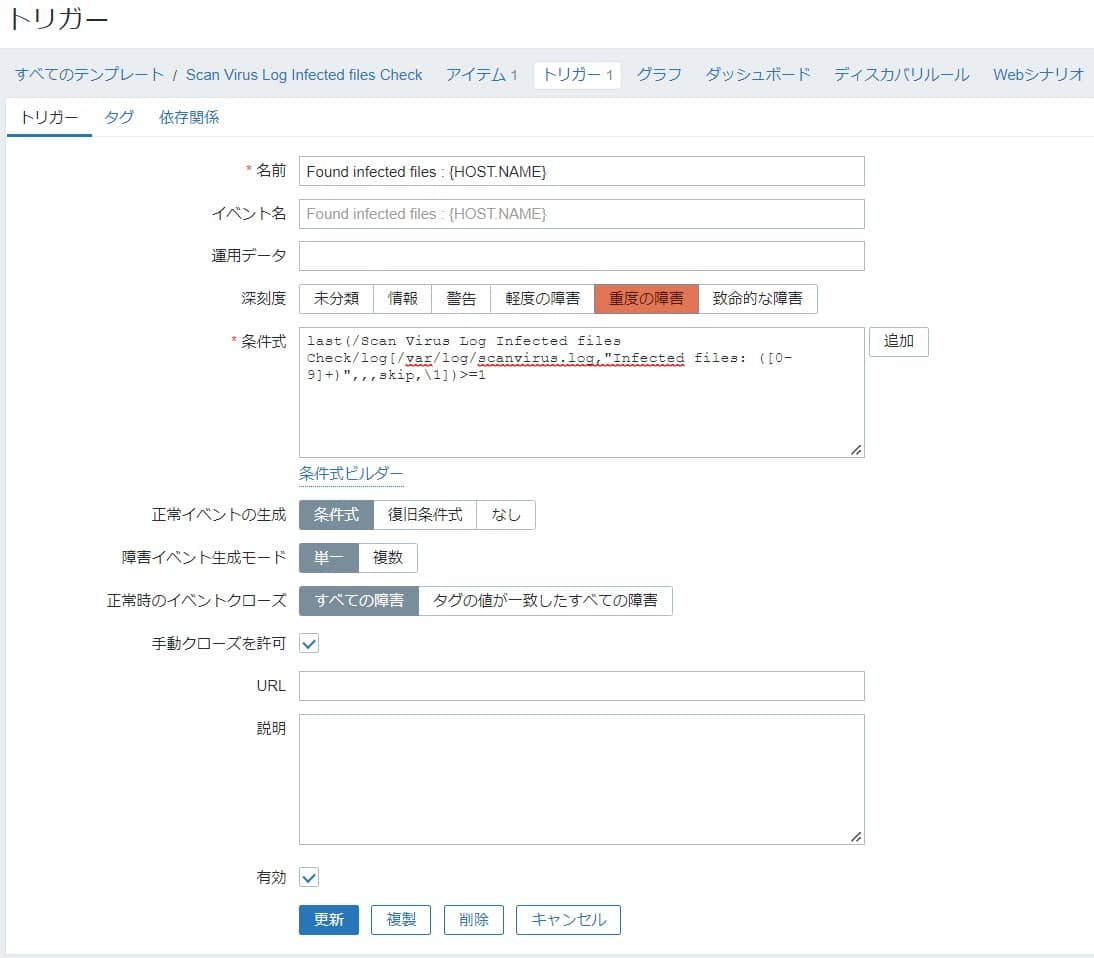 トリガー
すべてのテンプレート / Scan Virus Log Infected files Check アイテム 1 トリガー 1 グラフ ダッシュボード ディスカバリルール Webシナリオ
トリガー タグ 依存関係
* 名前 Found infected files : {HOST.NAME}
イベント名 Found infected files : {HOST.NAME}
運用データ
深刻度 未分類 情報 警告 軽度の障害 重度の障害 致命的な障害
* 条件式 last(/Scan Virus Log Infected files 追加
Check/log[/var/log/scanvirus.log,"Infected files: ([0-
9]+)",,,skip,\1])>=1
条件式ビルダー
正常イベントの生成 条件式 復旧条件式 なし
障害イベント生成モード 単一 複数
正常時のイベントクローズ すべての障害 タグの値が一致したすべての障害
手動クローズを許可
URL
説明
有効
更新 複製 削除 キャンセル